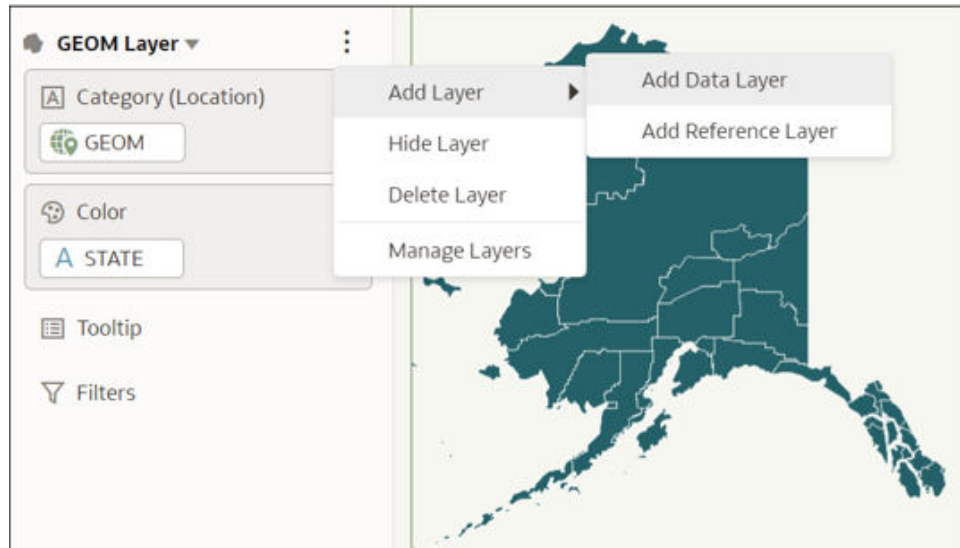 GEOM Layer
Category (Location)
GEOM
Color
A STATE
Tooltip
Filters
Add Layer
Hide Layer
Delete Layer
Manage Layers
Add Data Layer
Add Reference Layer